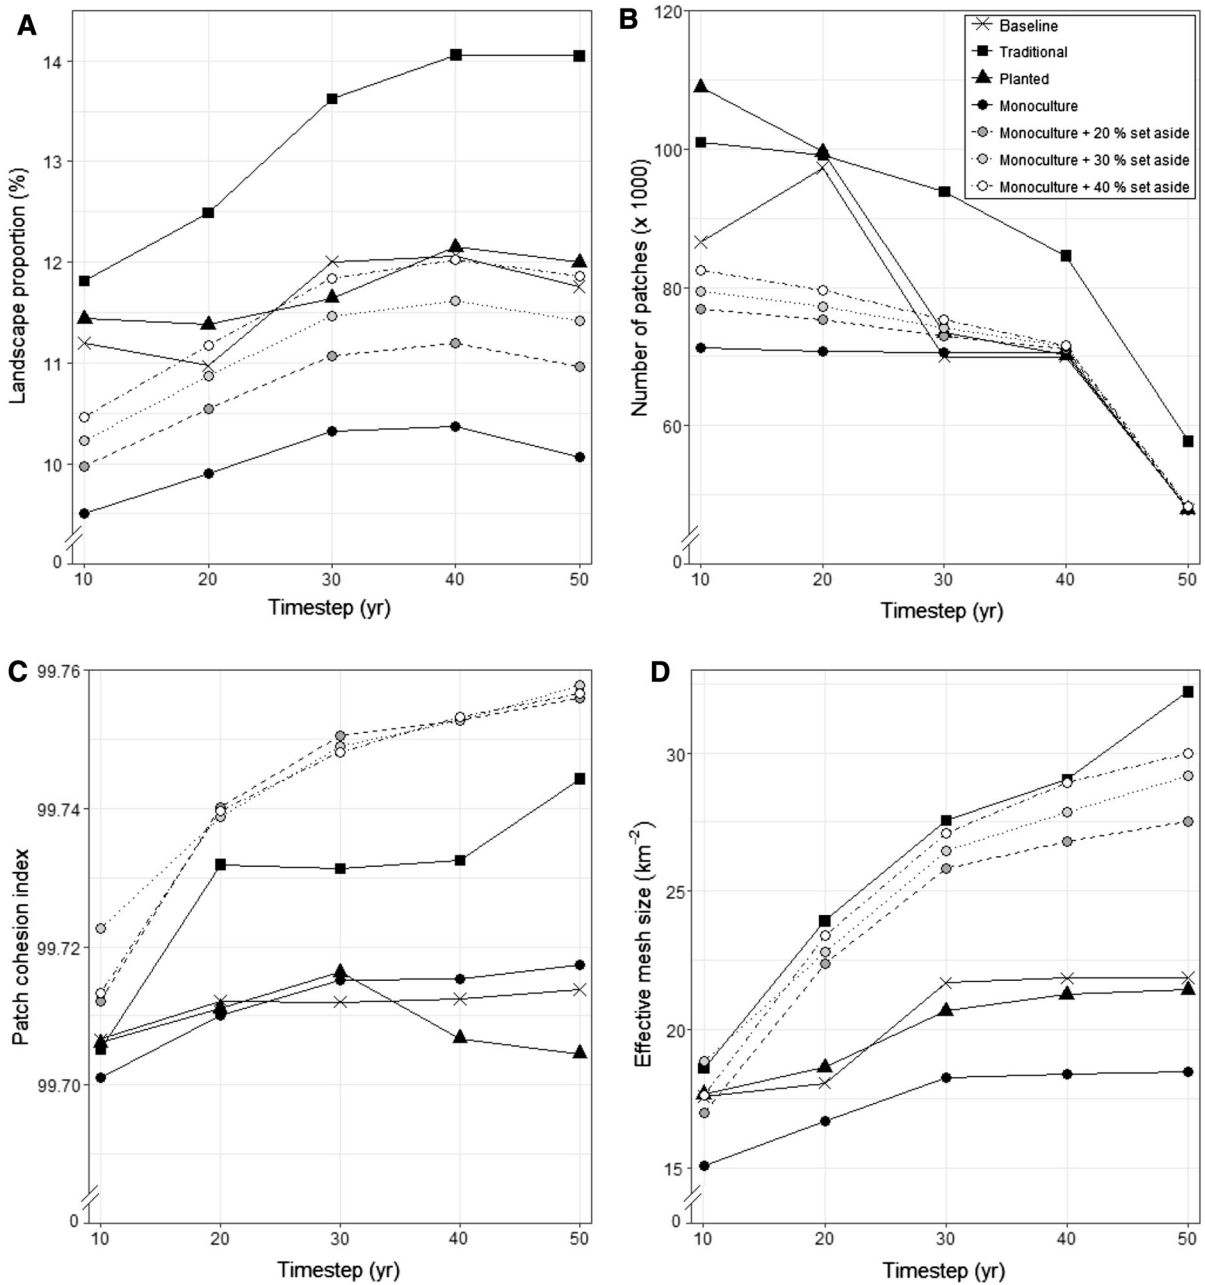 A
Landscape proportion (%)
14
13
12
11
10
0
10 20 30 40 50
Timestep (yr)
B
Number of patches (x 1000)
120
100
80
60
0
10 20 30 40 50
Timestep (yr)
Baseline
Traditional
Planted
Monoculture
Monoculture + 20 % set aside
Monoculture + 30 % set aside
Monoculture + 40 % set aside
C
Patch cohesion index
99.76
99.74
99.72
99.70
0
10 20 30 40 50
Timestep (yr)
D
Effective mesh size (km⁻²)
30
25
20
15
0
10 20 30 40 50
Timestep (yr)